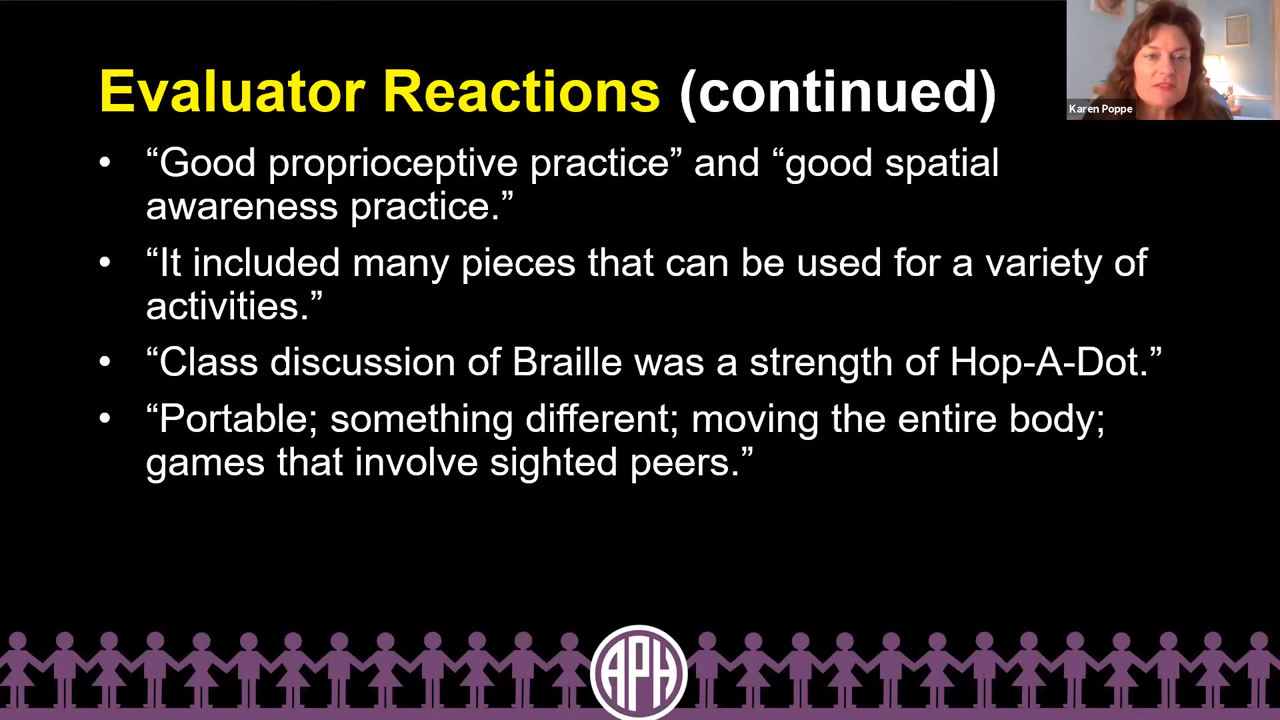 Evaluator Reactions (continued)
Karen Poppe
• “Good proprioceptive practice” and “good spatial
awareness practice.”
• “It included many pieces that can be used for a variety of
activities.”
• “Class discussion of Braille was a strength of Hop-A-Dot.”
• “Portable; something different; moving the entire body;
games that involve sighted peers.”
APH